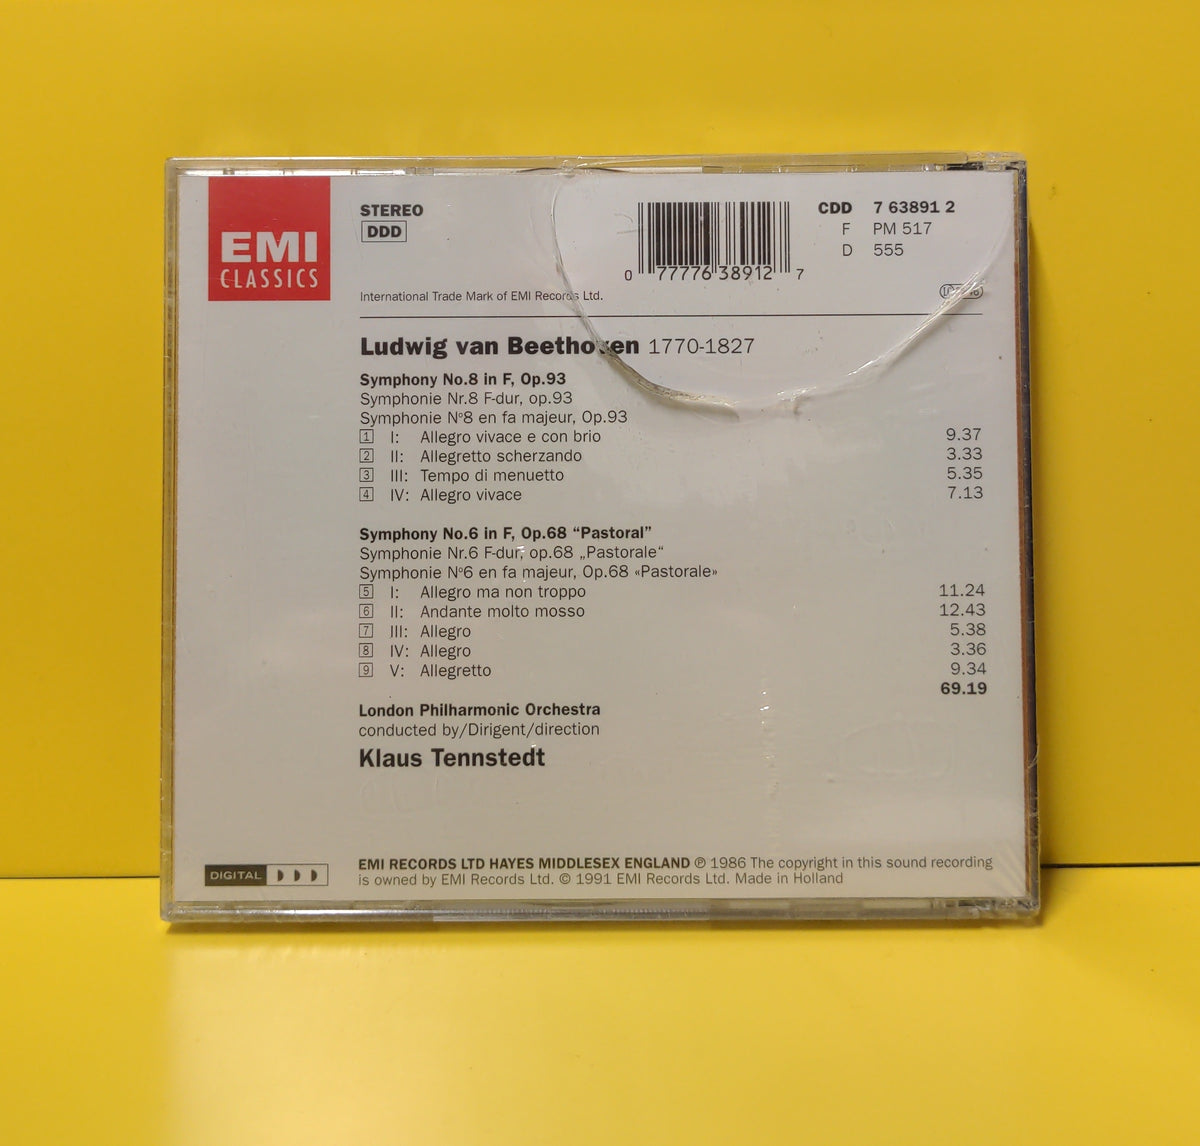 EMI
CLASSICS
STEREO
DDD
0 77776 38912 7
CDD 7 63891 2
F PM 517
D 555
International Trade Mark of EMI Records Ltd.
Ludwig van Beethoven 1770-1827
Symphony No.8 in F, Op.93
Symphonie Nr.8 F-dur, op.93
Symphonie Nº8 en fa majeur, Op.93
1 I: Allegro vivace e con brio 9.37
2 II: Allegretto scherzando 3.33
3 III: Tempo di menuetto 5.35
4 IV: Allegro vivace 7.13
Symphony No.6 in F, Op.68 “Pastoral”
Symphonie Nr.6 F-dur, op.68 „Pastorale“
Symphonie Nº6 en fa majeur, Op.68 «Pastorale»
5 I: Allegro ma non troppo 11.24
6 II: Andante molto mosso 12.43
7 III: Allegro 5.38
8 IV: Allegro 3.36
9 V: Allegretto 9.34
69.19
London Philharmonic Orchestra
conducted by/Dirigent/direction
Klaus Tennstedt
DIGITAL
EMI RECORDS LTD HAYES MIDDLESEX ENGLAND ℗ 1986 The copyright in this sound recording
is owned by EMI Records Ltd. © 1991 EMI Records Ltd. Made in Holland